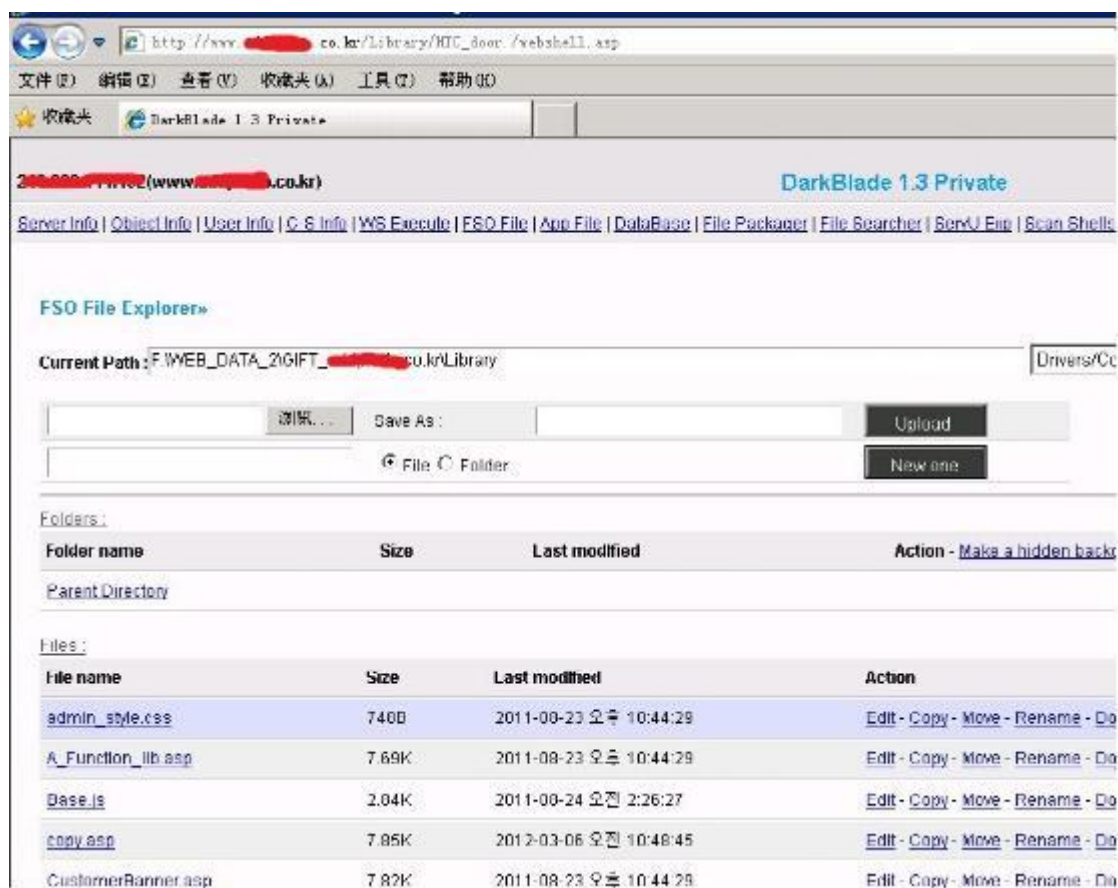 http://www. co.kr/Library/MTC_door./webshell.asp
文件(F) 编辑(E) 查看(V) 收藏夹(A) 工具(T) 帮助(H)
收藏夹 DarkBlade 1.3 Private
(www. .co.kr) DarkBlade 1.3 Private
Server Info | Object Info | User Info | C-S Info | WS Execute | FSO File | App File | DataBase | File Packager | File Searcher | ServU Exp | Scan Shells
FSO File Explorer»
Current Path : F:\WEB_DATA_2\GIFT_ co.kr\Library Drivers/Co
浏览... Save As : Upload
File Folder New one
Folders :
Folder name Size Last modified Action - Make a hidden backd
Parent Directory
Files :
File name Size Last modified Action
admin_style.css 740B 2011-08-23 오후 10:44:29 Edit - Copy - Move - Rename - Do
A_Function_lib.asp 7.69K 2011-08-23 오후 10:44:29 Edit - Copy - Move - Rename - Do
Base.js 2.04K 2011-08-24 오전 2:26:27 Edit - Copy - Move - Rename - Do
copy.asp 7.85K 2012-03-06 오전 10:48:45 Edit - Copy - Move - Rename - Do
CustomerBanner.asp 7.82K 2011-08-23 오후 10:44:29 Edit - Copy - Move - Rename - Do